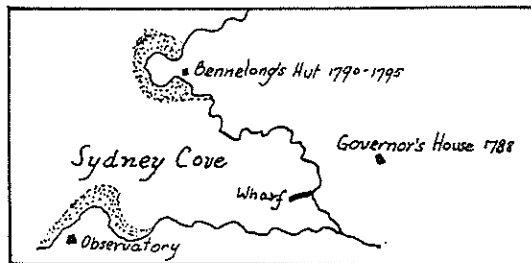 Bennelong's Hut 1790-1795
Governor's House 1788
Sydney Cove
Wharf
Observatory